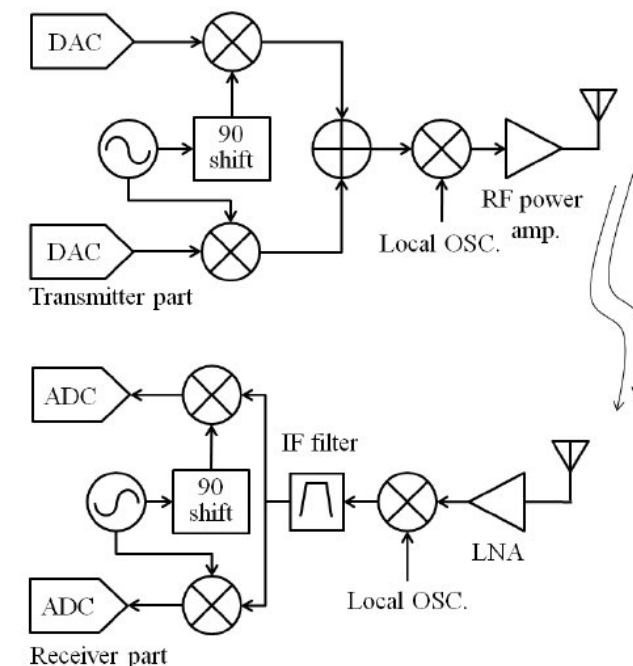 DAC
90
shift
RF power
amp.
Local OSC.
DAC
Transmitter part
ADC
IF filter
90
shift
LNA
ADC
Local OSC.
Receiver part